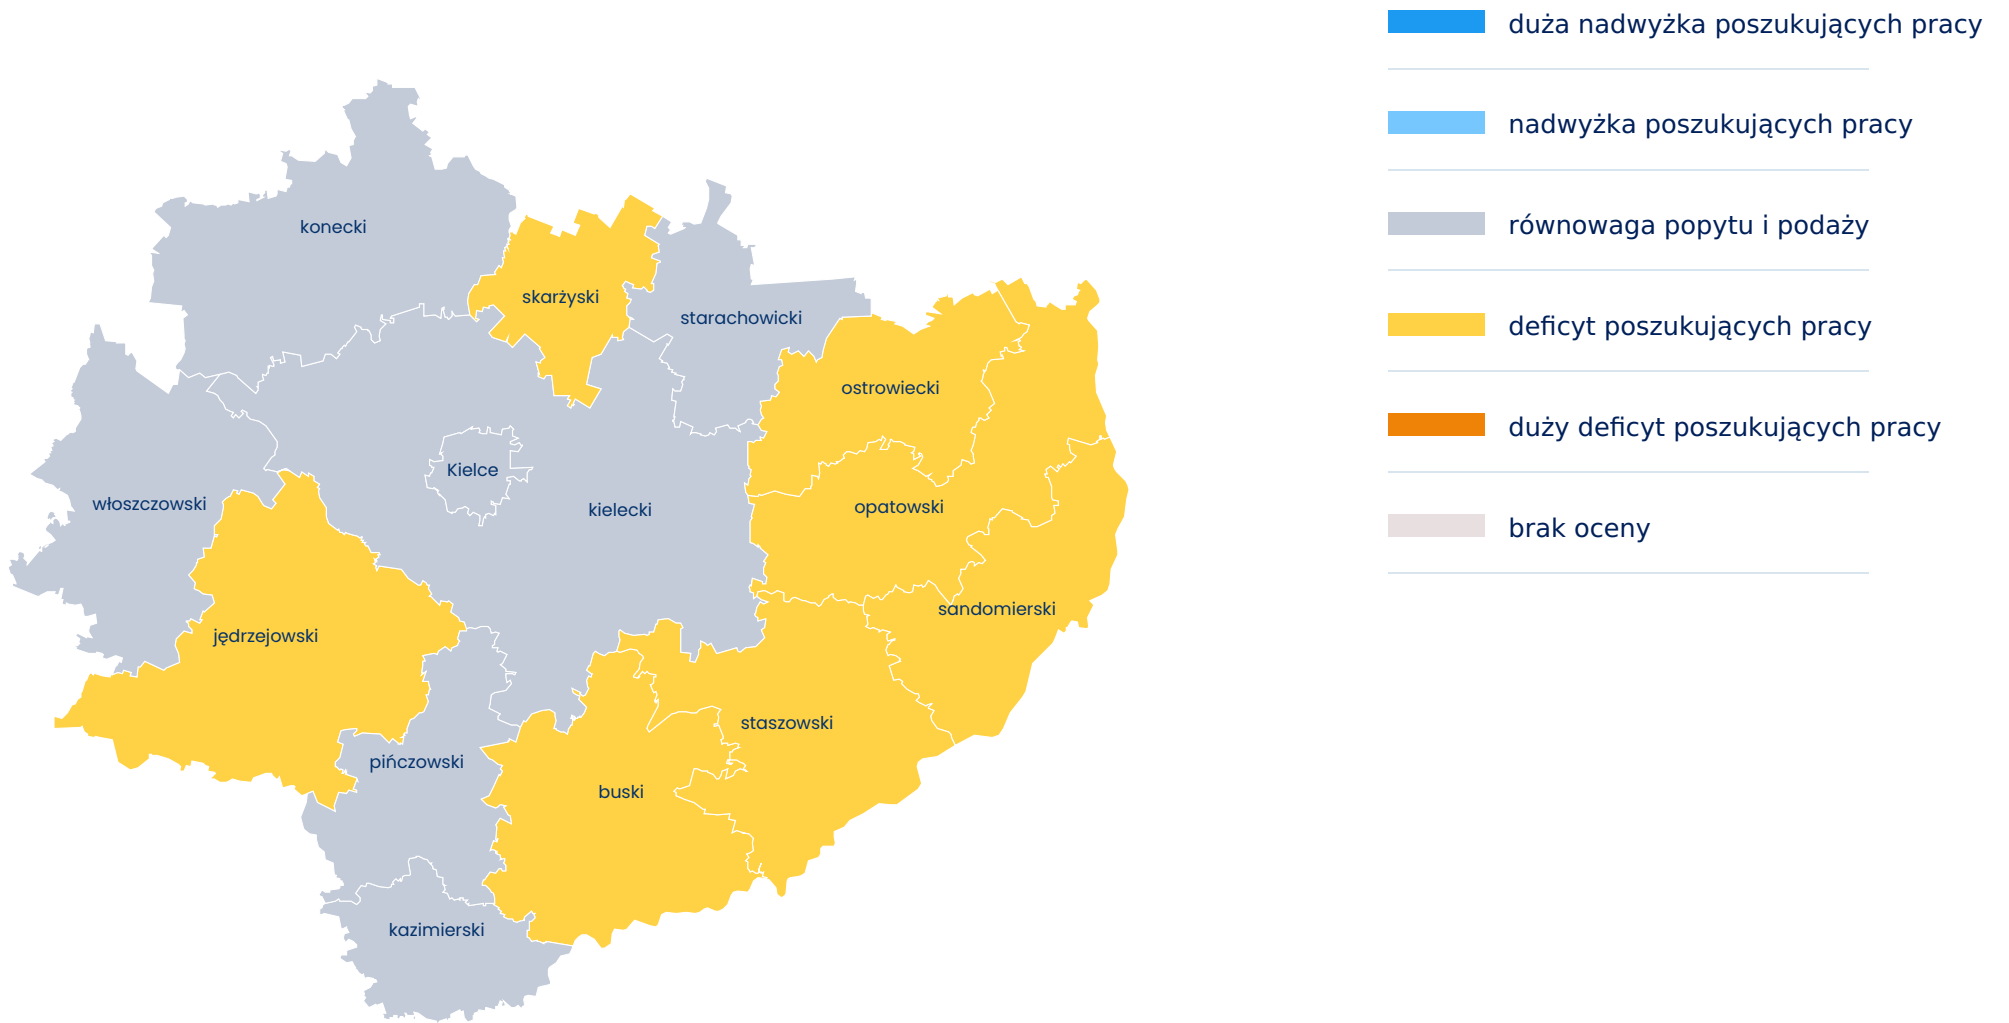 duża nadwyżka poszukujących pracy
nadwyżka poszukujących pracy
równowaga popytu i podaży
deficyt poszukujących pracy
duży deficyt poszukujących pracy
brak oceny
konecki
skarżyski
starachowicki
ostrowiecki
Kielce
włoszczowski
kielecki
opatowski
sandomierski
jędrzejowski
staszowski
pińczowski
buski
kazimierski